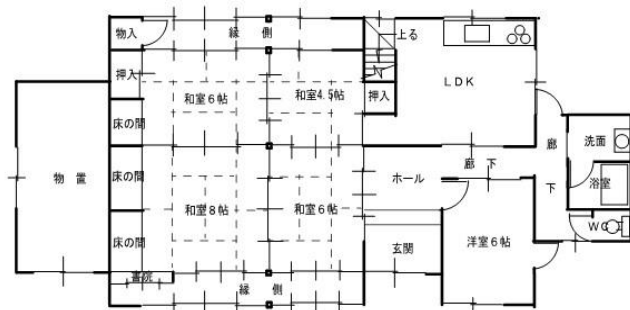 物入
縁 側
上る
押入
和室6帖
和室4.5帖
押入
LDK
床の間
廊
下
洗面
浴室
物 置
床の間
ホール
廊 下
床の間
和室8帖
和室6帖
玄関
洋室6帖
WC
書院
縁 側